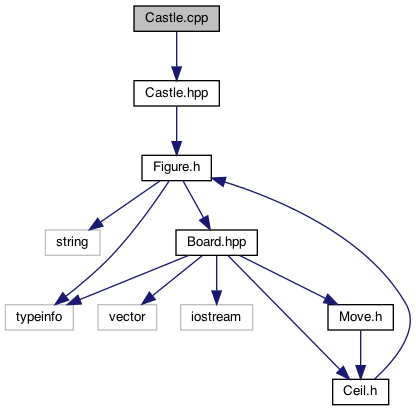 Castle.cpp
Castle.hpp
Figure.h
string
Board.hpp
typeinfo
vector
iostream
Move.h
Ceil.h